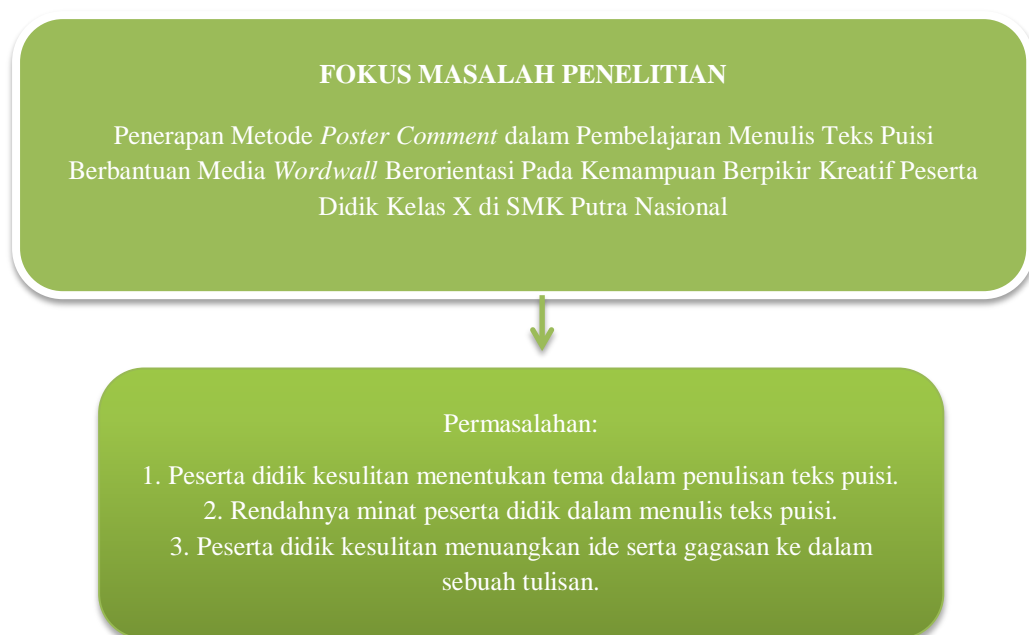 FOKUS MASALAH PENELITIAN
Penerapan Metode Poster Comment dalam Pembelajaran Menulis Teks Puisi
Berbantuan Media Wordwall Berorientasi Pada Kemampuan Berpikir Kreatif Peserta
Didik Kelas X di SMK Putra Nasional
Permasalahan:
1. Peserta didik kesulitan menentukan tema dalam penulisan teks puisi.
2. Rendahnya minat peserta didik dalam menulis teks puisi.
3. Peserta didik kesulitan menuangkan ide serta gagasan ke dalam
sebuah tulisan.